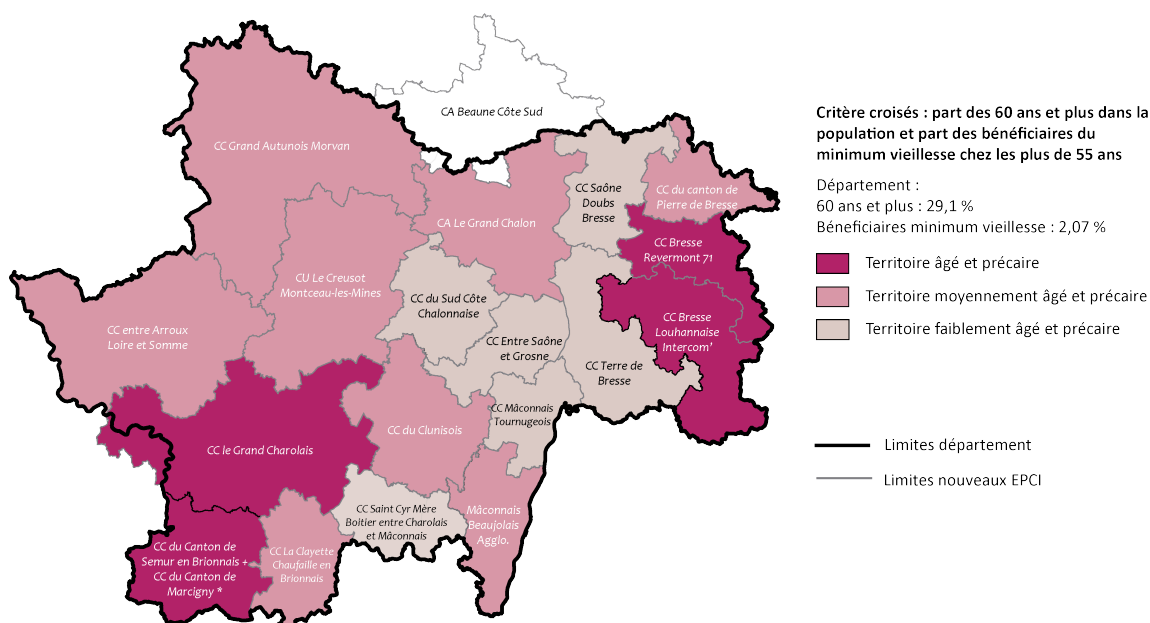 CA Beaune Côte Sud
CC Grand Autunois Morvan
CC Saône
Doubs
Bresse
CC du canton de
Pierre de Bresse
CA Le Grand Chalon
CC Bresse
Revermont 71
CU Le Creusot
Montceau-les-Mines
CC du Sud Côte
Chalonnaise
CC entre Arroux
Loire et Somme
CC Bresse
Louhannaise
Intercom'
CC Entre Saône
et Grosne
CC Terre de
Bresse
CC Mâconnais
Tournugeois
CC du Clunisois
CC le Grand Charolais
CC Saint Cyr Mère
Boitier entre Charolais
et Mâconnais
Mâconnais
Beaujolais
Agglo.
CC du Canton de
Semur en Brionnais +
CC du Canton de
Marcigny *
CC La Clayette
Chaufaille en
Brionnais
Critère croisés : part des 60 ans et plus dans la
population et part des bénéficiaires du
minimum vieillesse chez les plus de 55 ans
Département :
60 ans et plus : 29,1 %
Bénéficiaires minimum vieillesse : 2,07 %
Territoire âgé et précaire
Territoire moyennement âgé et précaire
Territoire faiblement âgé et précaire
Limites département
Limites nouveaux EPCI